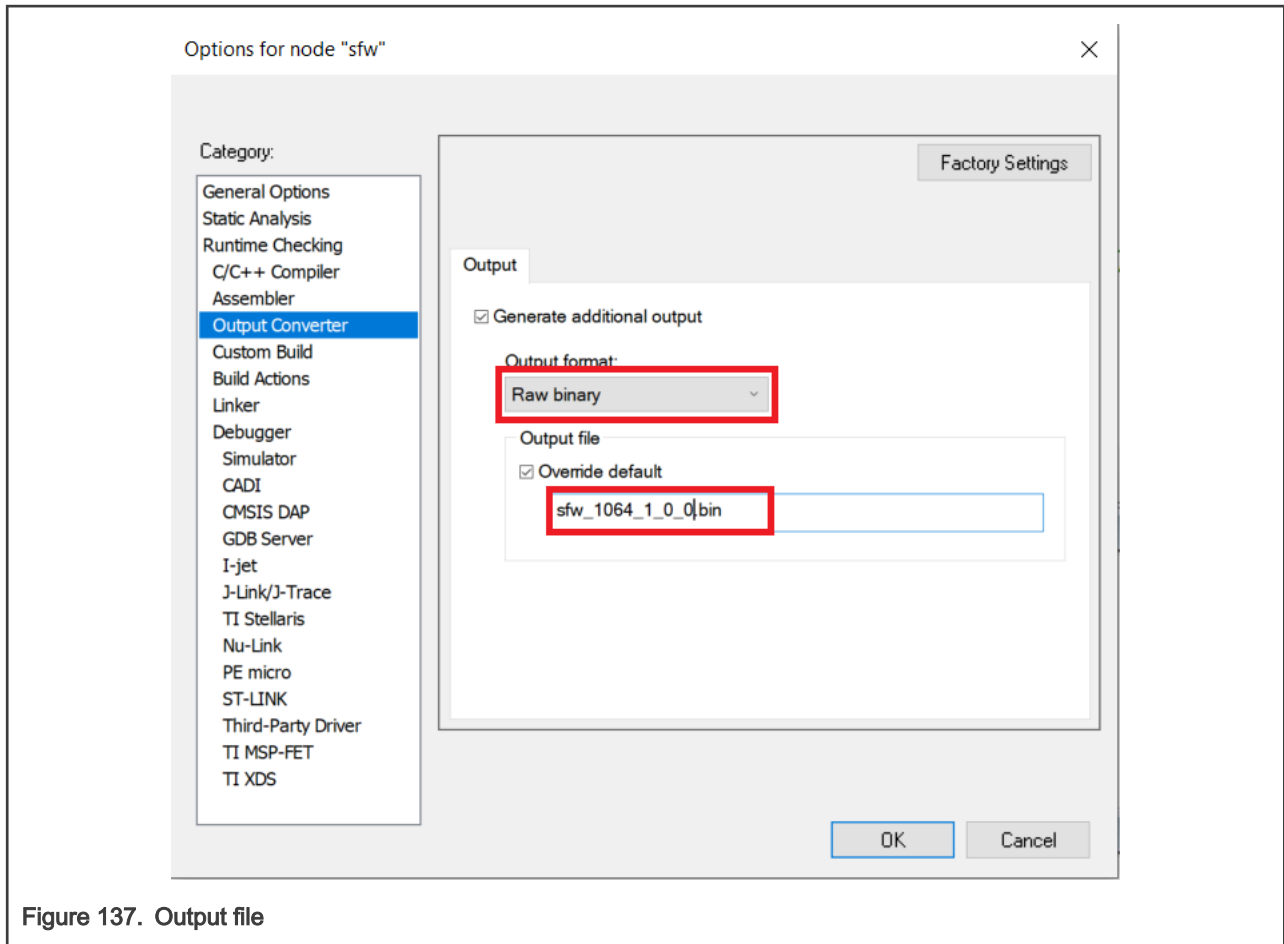 Options for node "sfw"
Category:
Factory Settings
General Options
Static Analysis
Runtime Checking
C/C++ Compiler
Assembler
Output Converter
Custom Build
Build Actions
Linker
Debugger
Simulator
CADI
CMSIS DAP
GDB Server
I-jet
J-Link/J-Trace
TI Stellaris
Nu-Link
PE micro
ST-LINK
Third-Party Driver
TI MSP-FET
TI XDS
Output
Generate additional output
Output format:
Raw binary
Output file
Override default
sfw_1064_1_0_0.bin
OK
Cancel
Figure 137. Output file